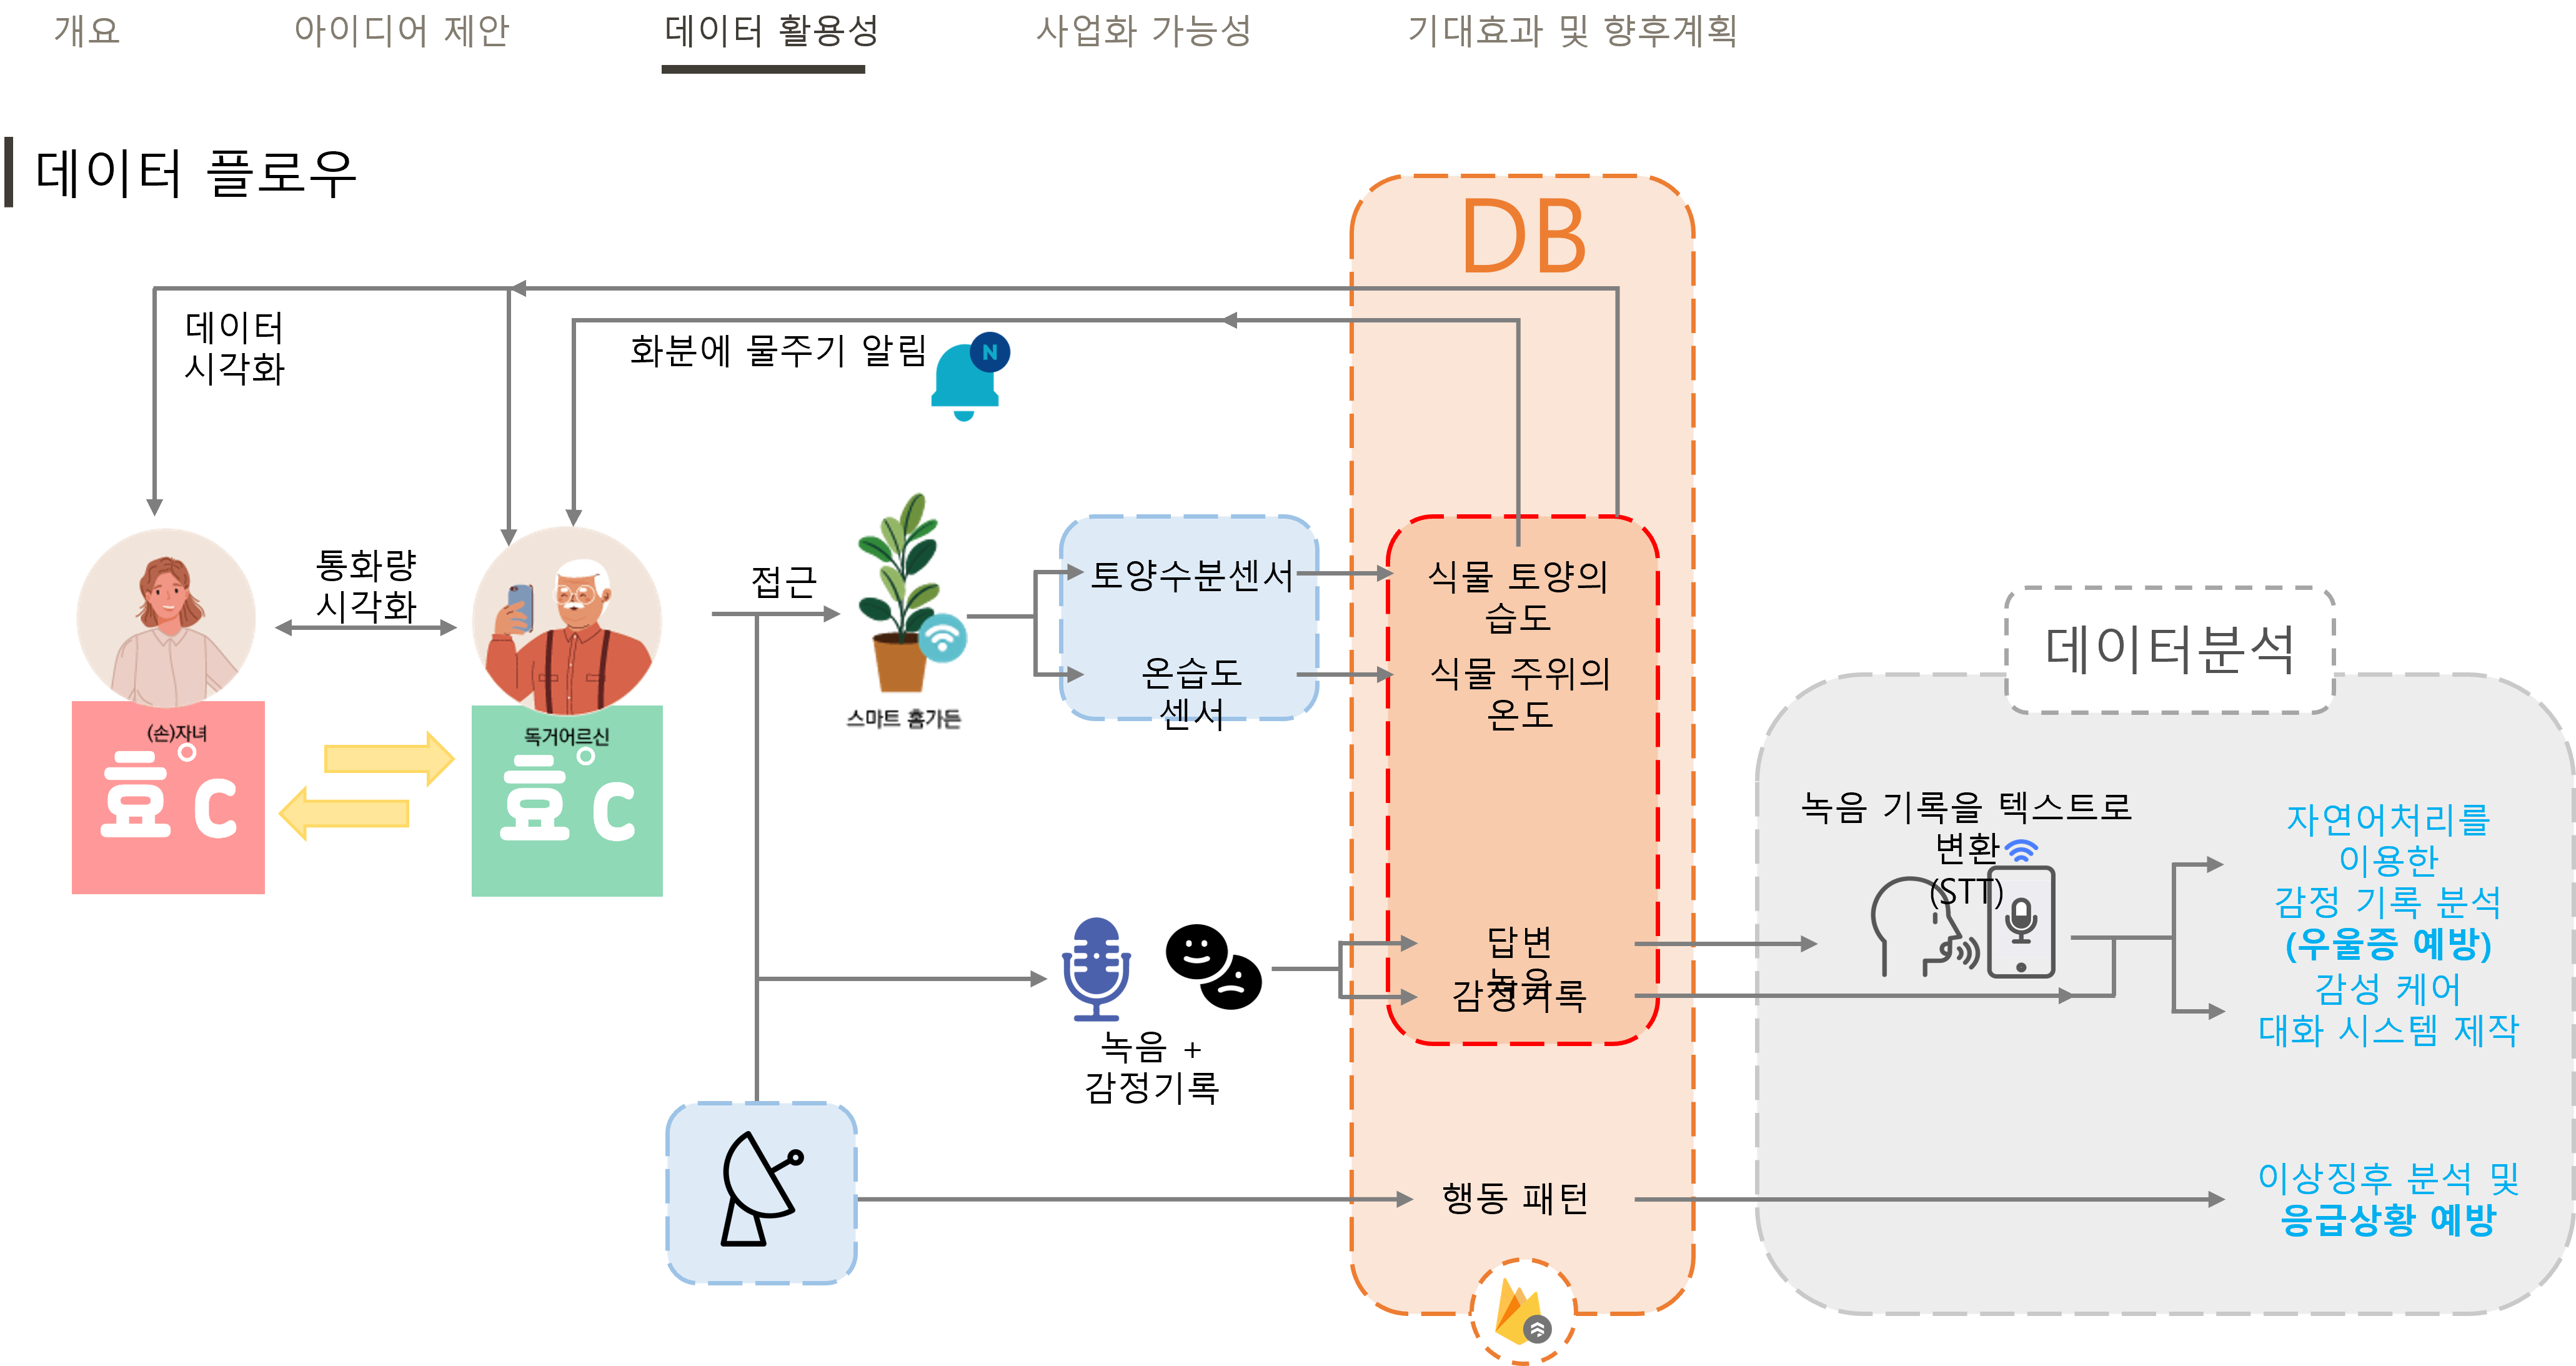 개요
아이디어 제안
데이터 활용성
사업화 가능성
기대효과 및 향후계획
데이터 플로우
DB
데이터
시각화
화분에 물주기 알림
N
통화량
시각화
접근
스마트 홈가든
토양수분센서
온습도
센서
식물 토양의
습도
식물 주위의
온도
(손)자녀
효℃
독거어르신
효℃
녹음 +
감정기록
답변
녹음
감정기록
행동 패턴
데이터분석
녹음 기록을 텍스트로
변환
(STT)
자연어처리를
이용한
감정 기록 분석
(우울증 예방)
감성 케어
대화 시스템 제작
이상징후 분석 및
응급상황 예방